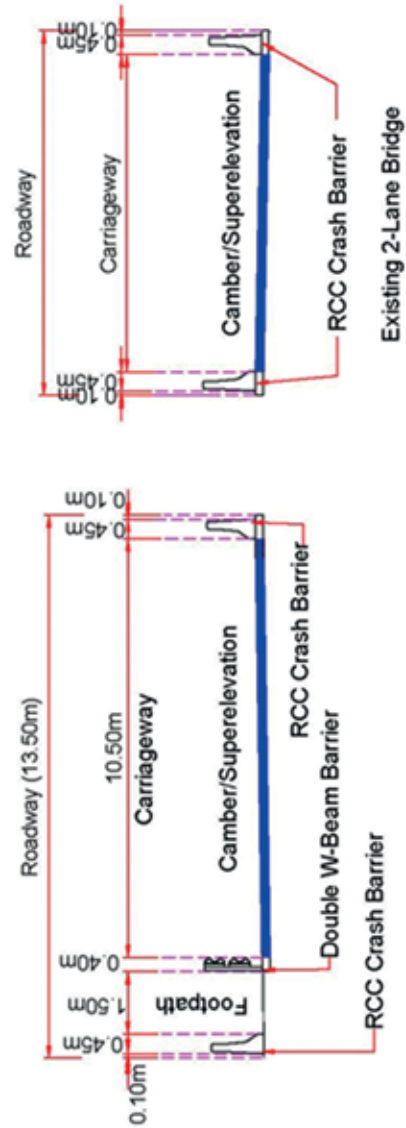 Roadway (13.50m)
0.10m
0.45m
1.50m
0.40m
10.50m
0.45m
0.10m
Carriageway
Footpath
Camber/Superelevation
RCC Crash Barrier
Double W-Beam Barrier
RCC Crash Barrier
Roadway
0.10m
0.45m
Carriageway
0.45m
0.10m
Camber/Superelevation
RCC Crash Barrier
Existing 2-Lane Bridge